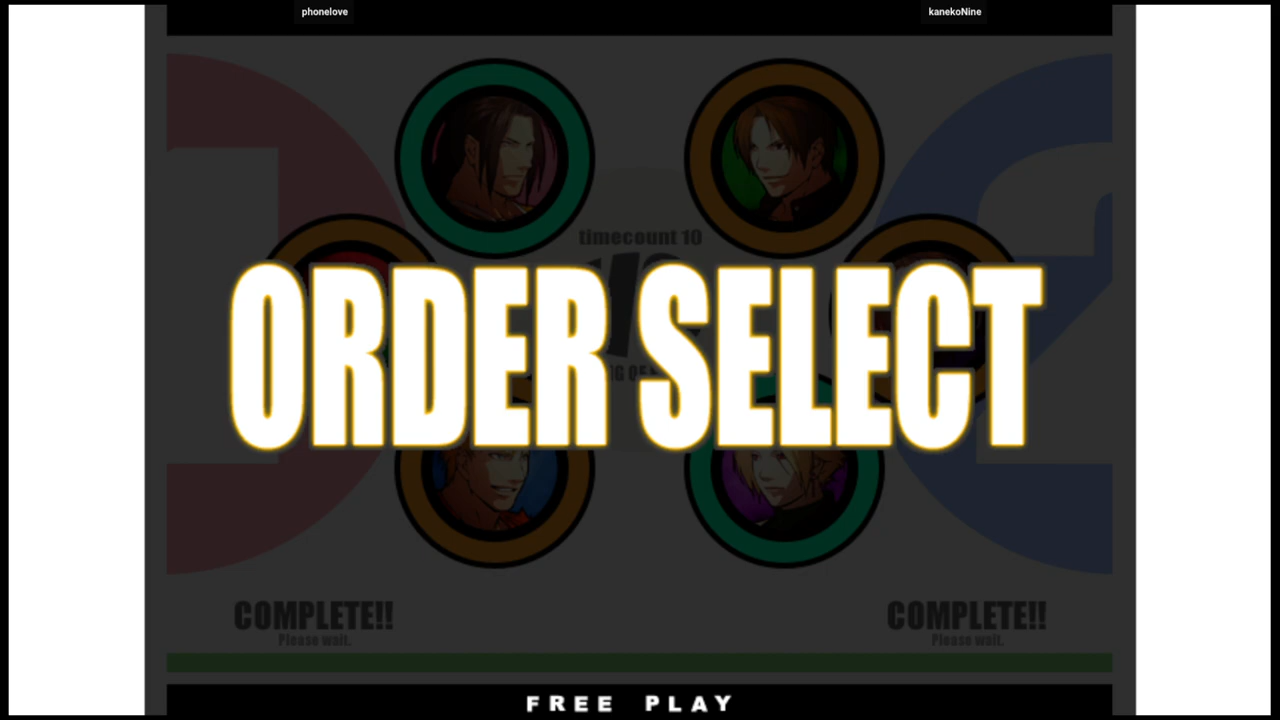 phonelove kanekoNine
timecount 10
ORDER SELECT
COMPLETE!! COMPLETE!!
Please wait. Please wait.
FREE PLAY